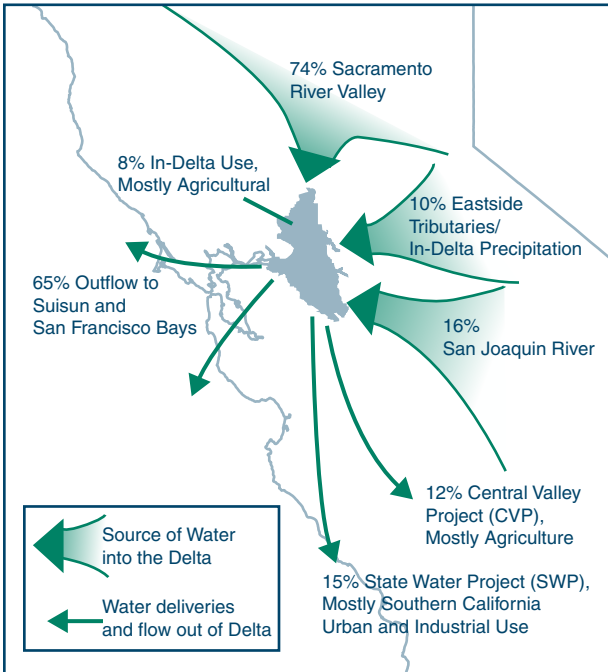 74% Sacramento
River Valley
8% In-Delta Use,
Mostly Agricultural
10% Eastside
Tributaries/
In-Delta Precipitation
65% Outflow to
Suisun and
San Francisco Bays
16%
San Joaquin River
12% Central Valley
Project (CVP),
Mostly Agriculture
15% State Water Project (SWP),
Mostly Southern California
Urban and Industrial Use
Source of Water
into the Delta
Water deliveries
and flow out of Delta